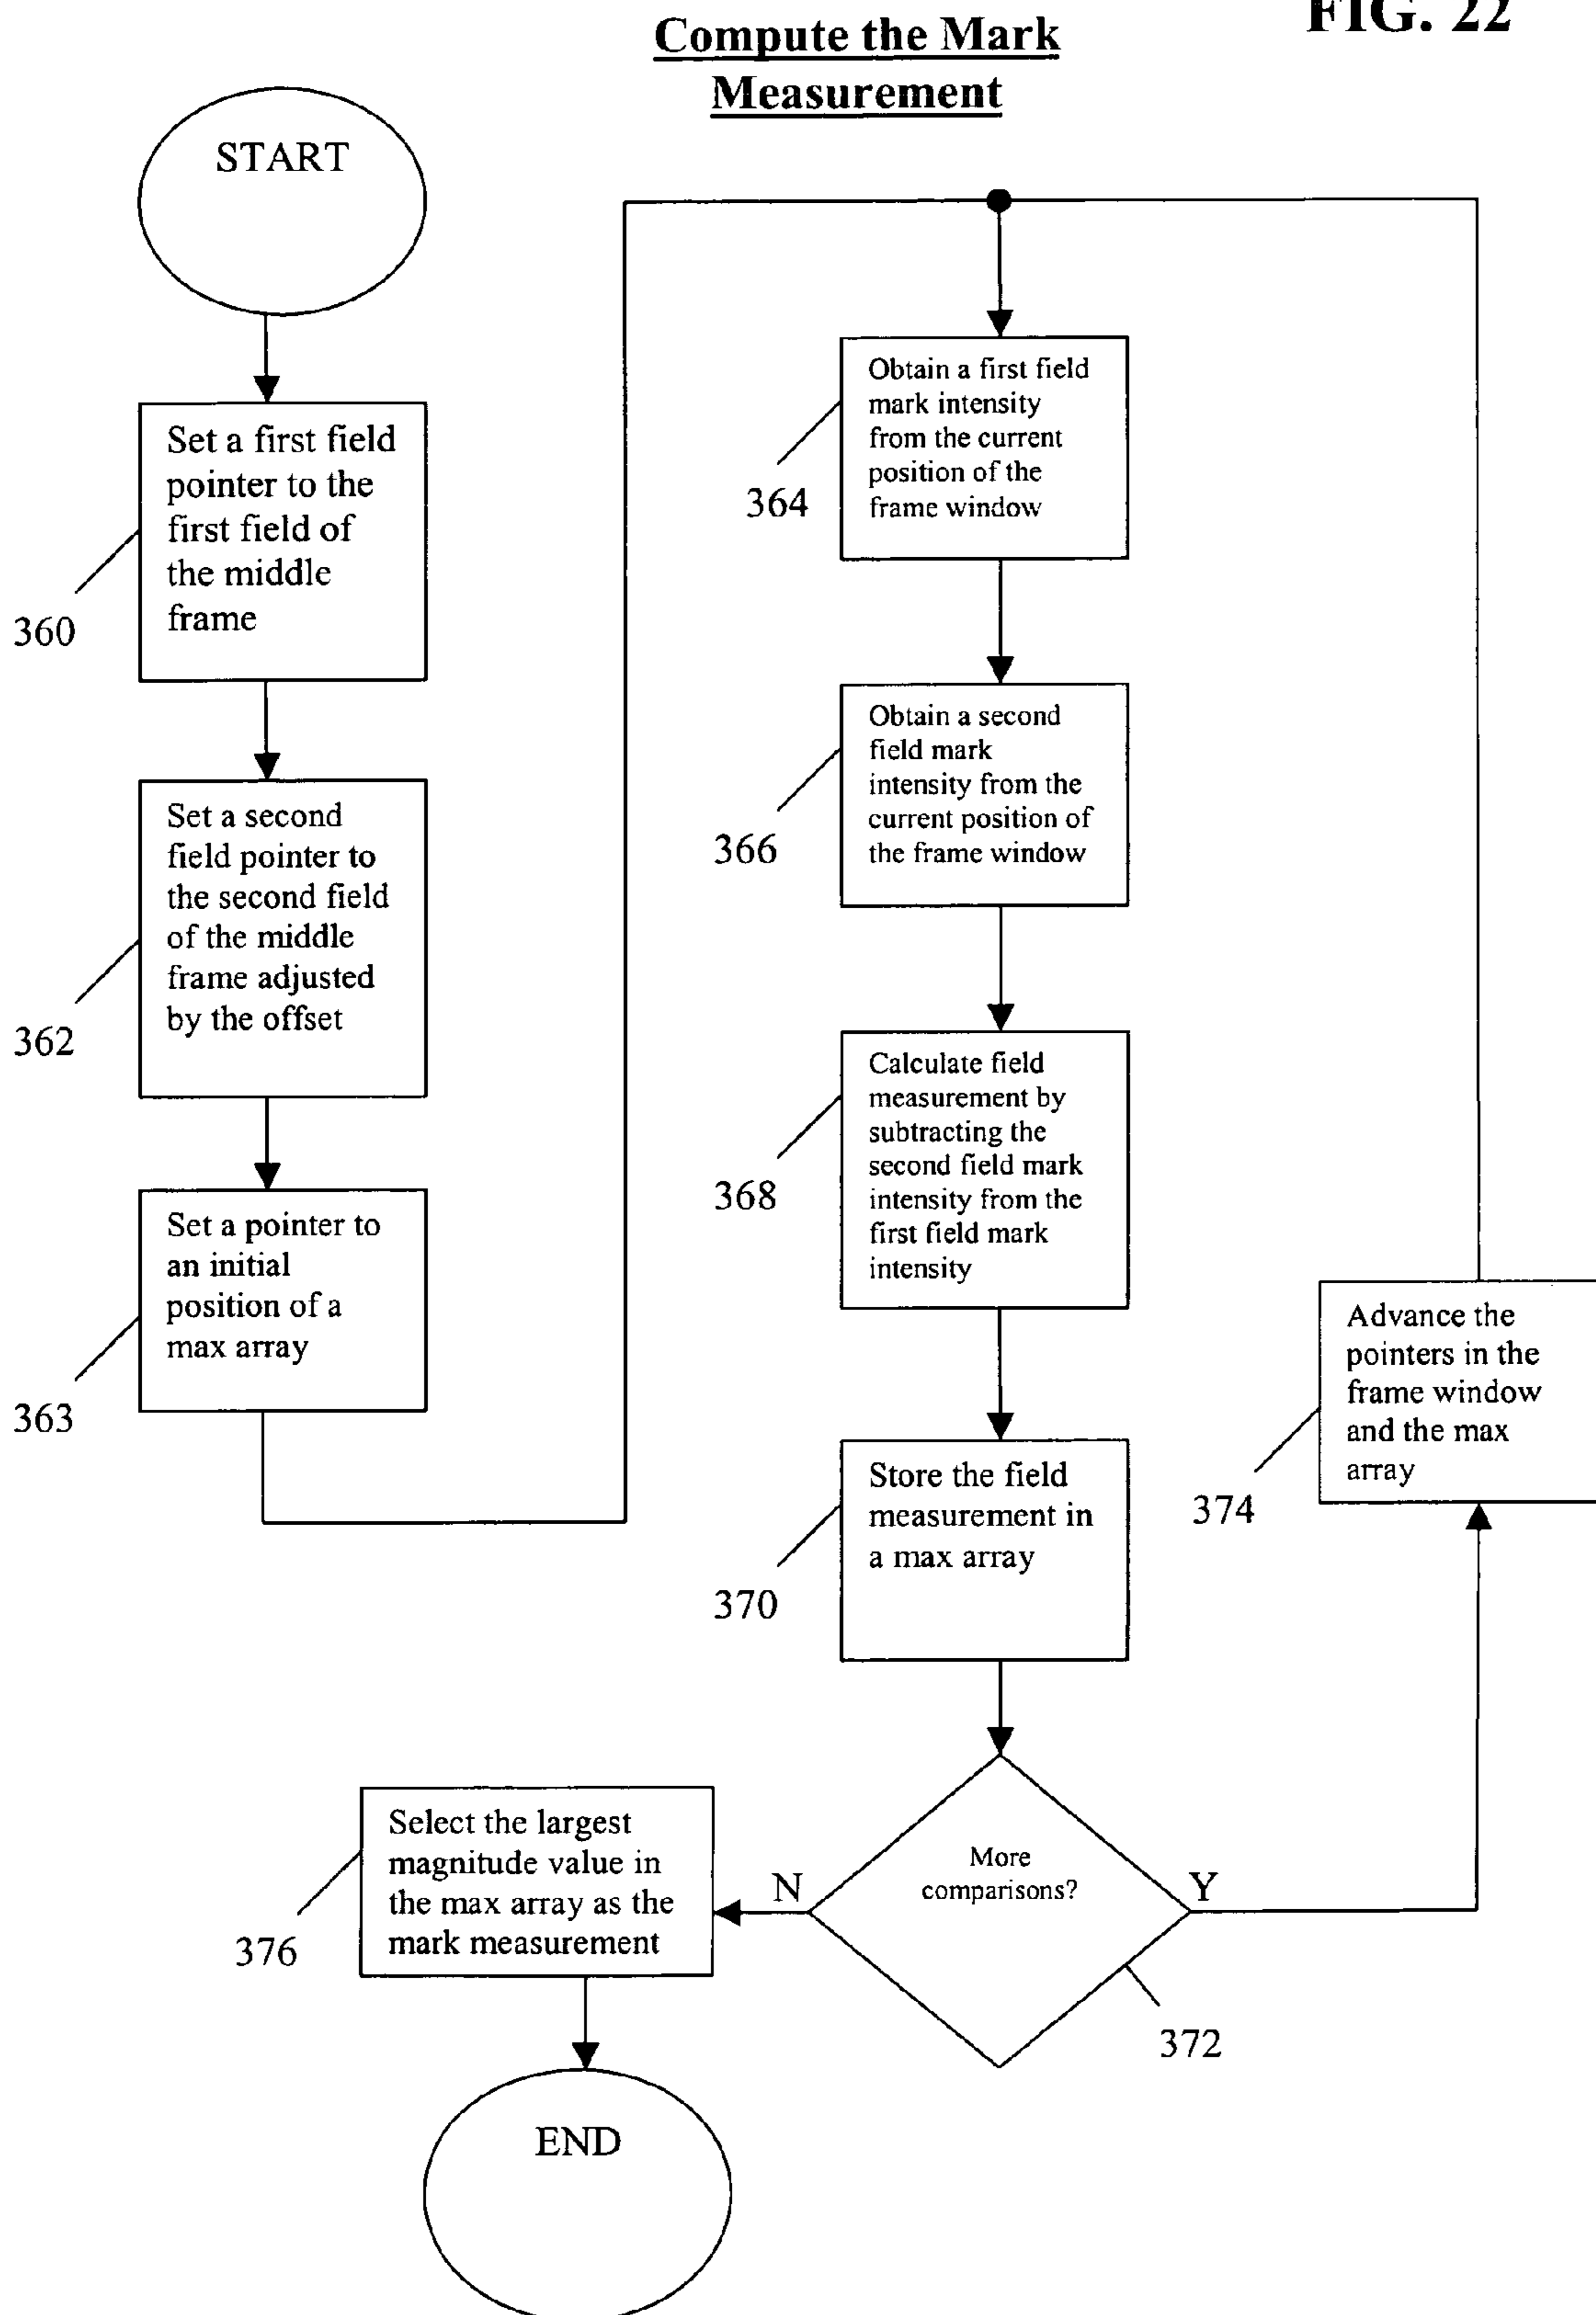 FIG. 22
Compute the Mark
Measurement
START
Set a first field
pointer to the
first field of
the middle
frame
360
Set a second
field pointer to
the second field
of the middle
frame adjusted
by the offset
362
Set a pointer to
an initial
position of a
max array
363
Obtain a first field
mark intensity
from the current
position of the
frame window
364
Obtain a second
field mark
intensity from the
current position of
the frame window
366
Calculate field
measurement by
subtracting the
second field mark
intensity from the
first field mark
intensity
368
Store the field
measurement in
a max array
370
More
comparisons?
372
Y
N
Advance the
pointers in the
frame window
and the max
array
374
Select the largest
magnitude value in
the max array as the
mark measurement
376
END